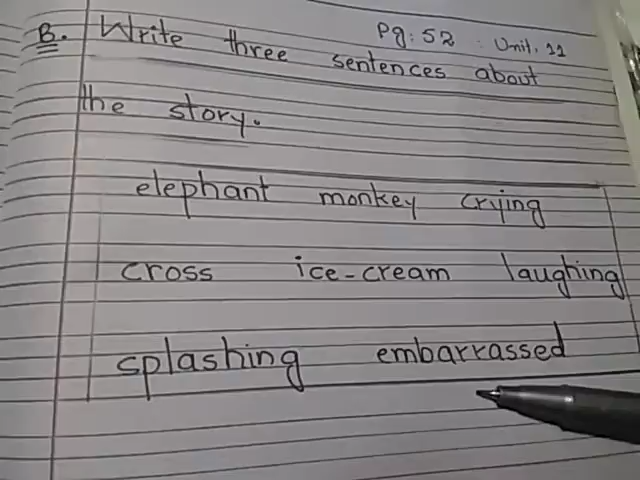 Pg: 52 Unit. 11
B. Write three sentences about
the story.
elephant monkey crying
cross ice-cream laughing
splashing embarrassed